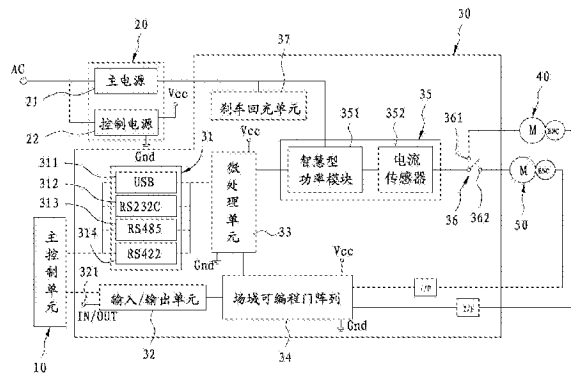 20
37
30
AC
主电源
21
控制电源
Vcc
22
Gnd
刹车回充单元
35
351
352
361
40
M
esc
智慧型
功率模块
电流
传感器
36
362
M
esc
50
31
311
USB
312
RS232C
313
RS485
314
RS422
Vcc
微处理单元
33
Gnd
主控制单元
10
321
IN/OUT
输入/输出单元
32
Vcc
场域可编程门阵列
Gnd
34